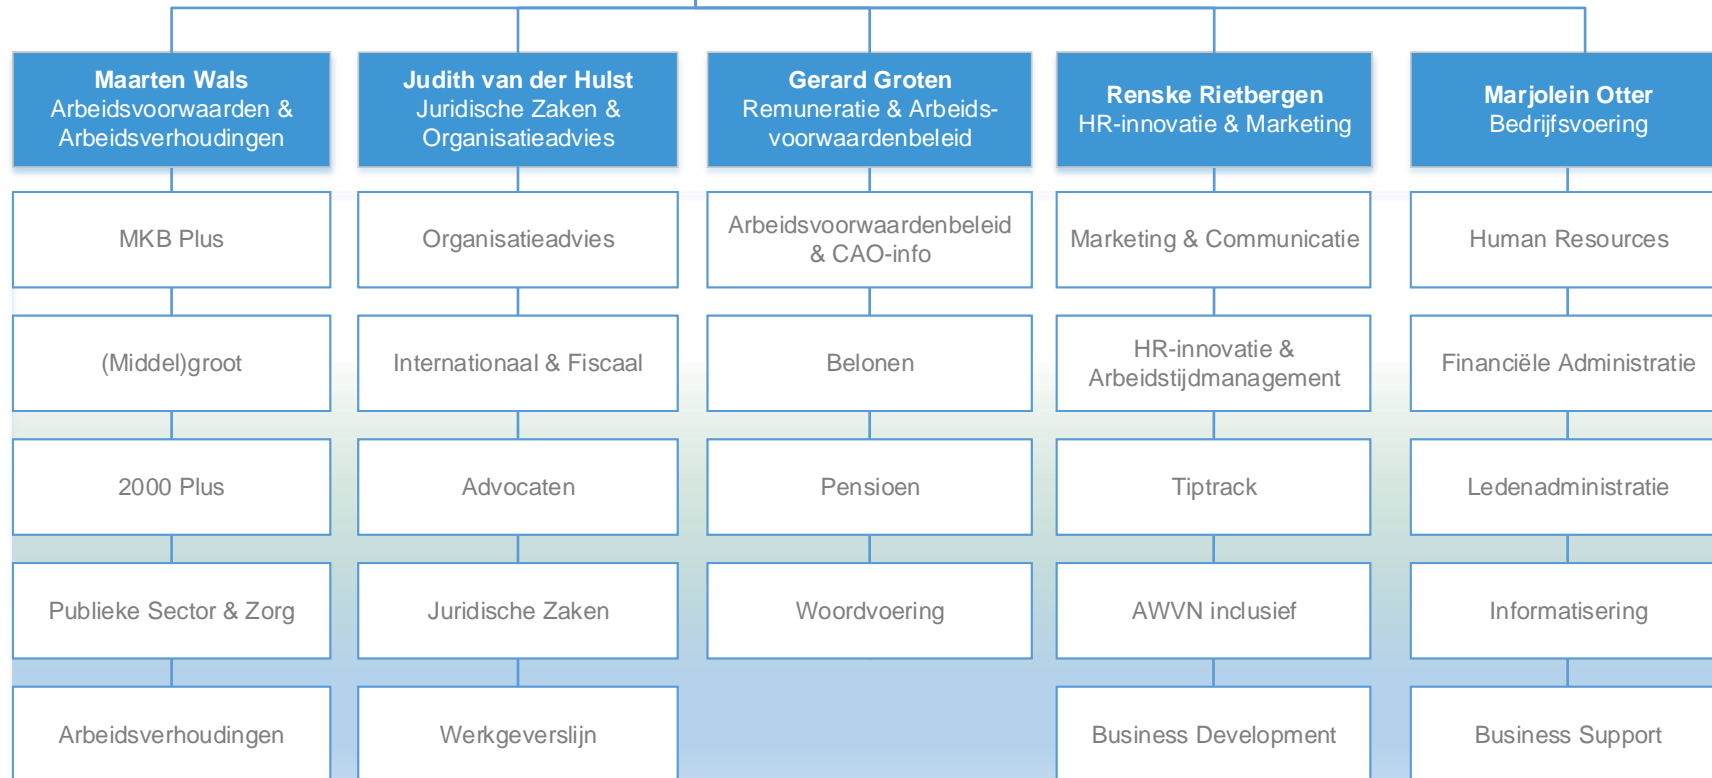 Maarten Wals
Arbeidsvoorwaarden &
Arbeidsverhoudingen
Judith van der Hulst
Juridische Zaken &
Organisatieadvies
Gerard Groten
Remuneratie & Arbeids-
voorwaardenbeleid
Renske Rietbergen
HR-innovatie & Marketing
Marjolein Otter
Bedrijfsvoering
MKB Plus
Organisatieadvies
Arbeidsvoorwaardenbeleid
& CAO-info
Marketing & Communicatie
Human Resources
(Middel)groot
Internationaal & Fiscaal
Belonen
HR-innovatie &
Arbeidstijdmanagement
Financiële Administratie
2000 Plus
Advocaten
Pensioen
Tiptrack
Ledenadministratie
Publieke Sector & Zorg
Juridische Zaken
Woordvoering
AWVN inclusief
Informatisering
Arbeidsverhoudingen
Werkgeverslijn
Business Development
Business Support